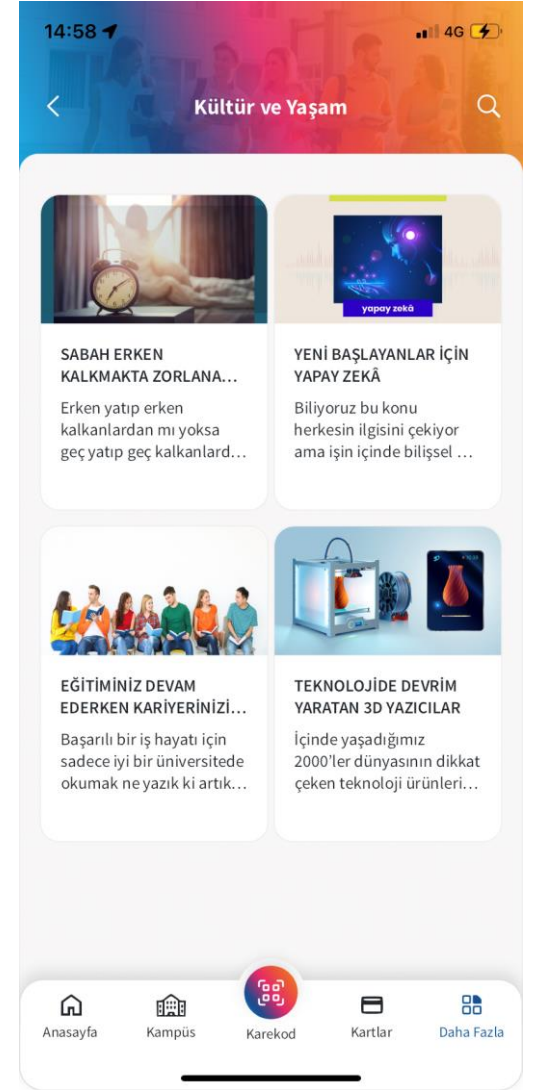 14:58
4G
Kültür ve Yaşam
yapay zekâ
SABAH ERKEN
KALKMAKTA ZORLANA...
Erken yatıp erken
kalkanlardan mı yoksa
geç yatıp geç kalkanlard...
YENİ BAŞLAYANLAR İÇİN
YAPAY ZEKÂ
Biliyoruz bu konu
herkesin ilgisini çekiyor
ama işin içinde bilişsel ...
EĞİTİMİNİZ DEVAM
EDERKEN KARİYERİNİZİ...
Başarılı bir iş hayatı için
sadece iyi bir üniversitede
okumak ne yazık ki artık...
TEKNOLOJİDE DEVRİM
YARATAN 3D YAZICILAR
İçinde yaşadığımız
2000'ler dünyasının dikkat
çeken teknoloji ürünleri...
Anasayfa
Kampüs
Karekod
Kartlar
Daha Fazla